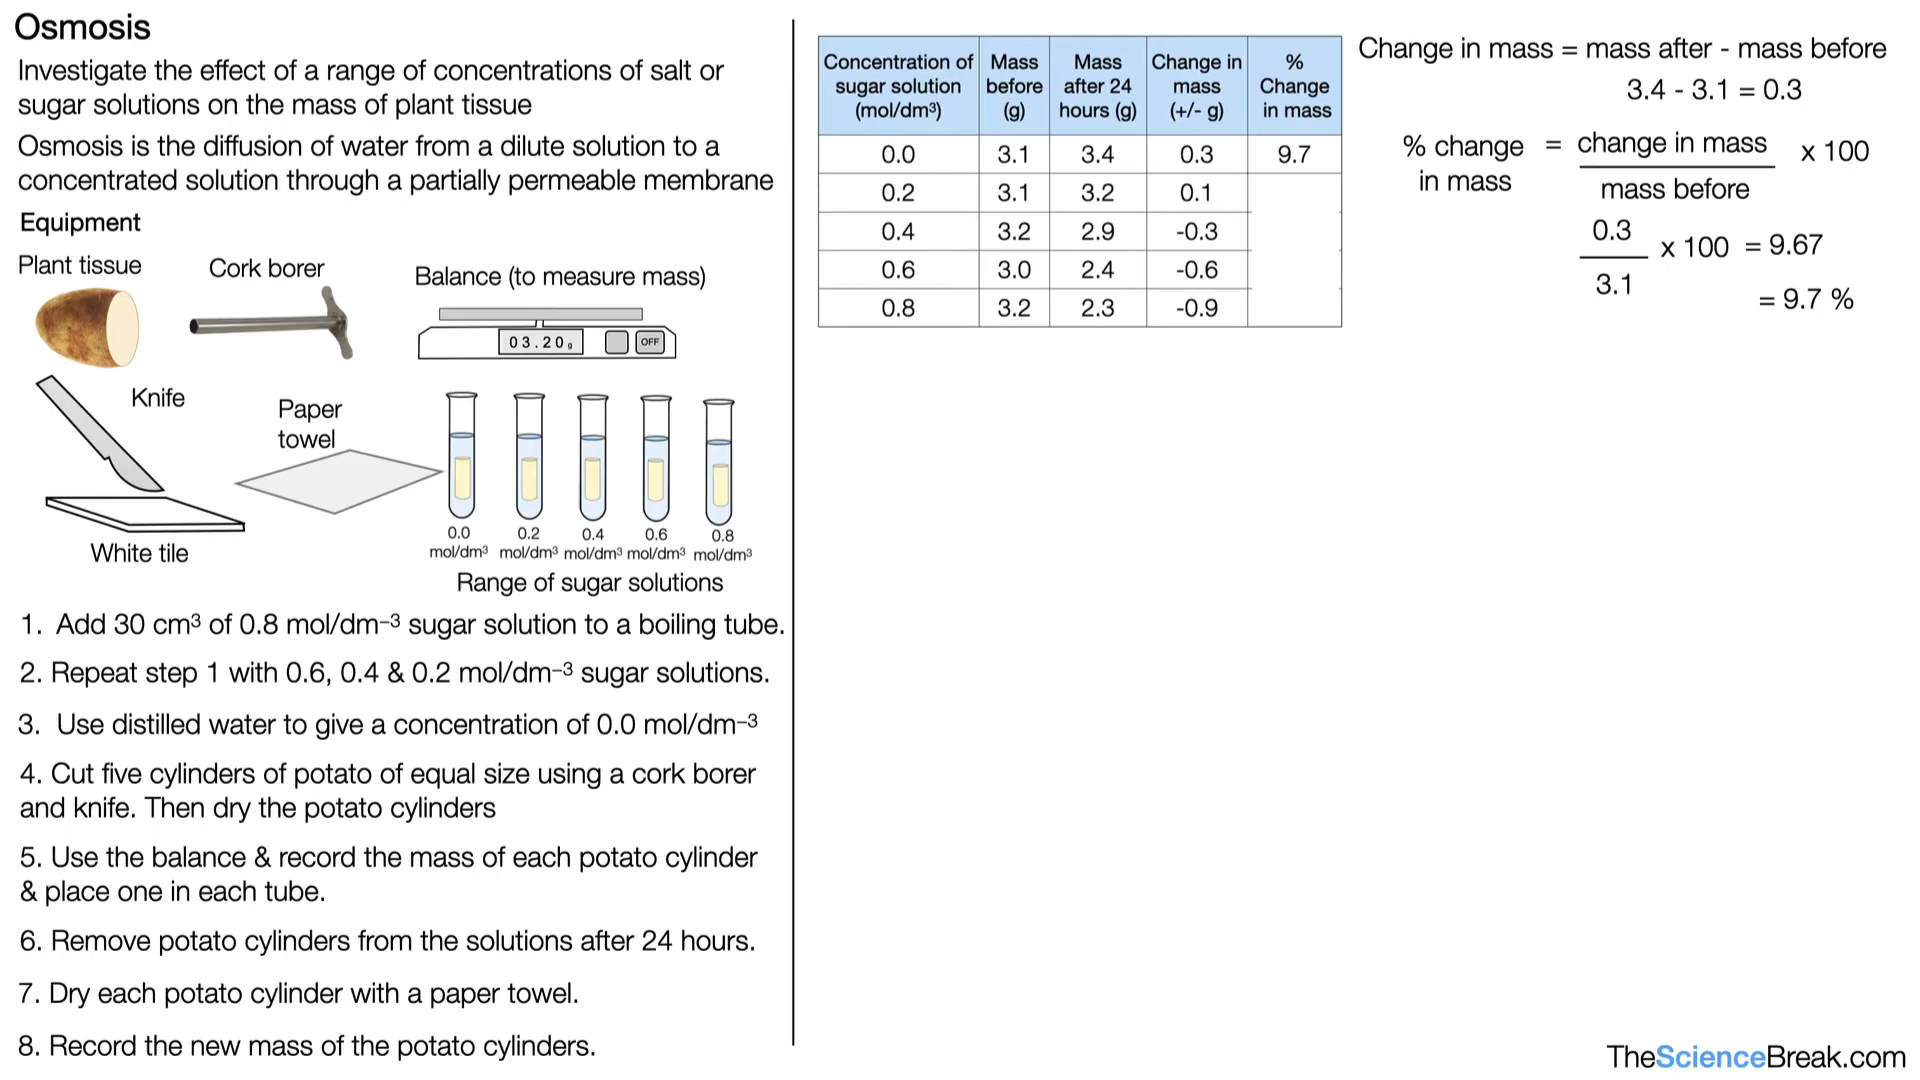 Osmosis
Investigate the effect of a range of concentrations of salt or
sugar solutions on the mass of plant tissue
Osmosis is the diffusion of water from a dilute solution to a
concentrated solution through a partially permeable membrane
Equipment
Plant tissue
Cork borer
Balance (to measure mass)
03.20g
OFF
Knife
Paper
towel
White tile
0.0 0.2 0.4 0.6 0.8
mol/dm³ mol/dm³ mol/dm³ mol/dm³ mol/dm³
Range of sugar solutions
1. Add 30 cm³ of 0.8 mol/dm⁻³ sugar solution to a boiling tube.
2. Repeat step 1 with 0.6, 0.4 & 0.2 mol/dm⁻³ sugar solutions.
3. Use distilled water to give a concentration of 0.0 mol/dm⁻³
4. Cut five cylinders of potato of equal size using a cork borer
and knife. Then dry the potato cylinders
5. Use the balance & record the mass of each potato cylinder
& place one in each tube.
6. Remove potato cylinders from the solutions after 24 hours.
7. Dry each potato cylinder with a paper towel.
8. Record the new mass of the potato cylinders.
Concentration of Mass Mass Change in %
sugar solution before after 24 mass Change
(mol/dm³) (g) hours (g) (+/- g) in mass
0.0 3.1 3.4 0.3 9.7
0.2 3.1 3.2 0.1
0.4 3.2 2.9 -0.3
0.6 3.0 2.4 -0.6
0.8 3.2 2.3 -0.9
Change in mass = mass after - mass before
3.4 - 3.1 = 0.3
% change = change in mass x 100
in mass mass before
0.3 x 100 = 9.67
3.1
= 9.7 %
TheScienceBreak.com